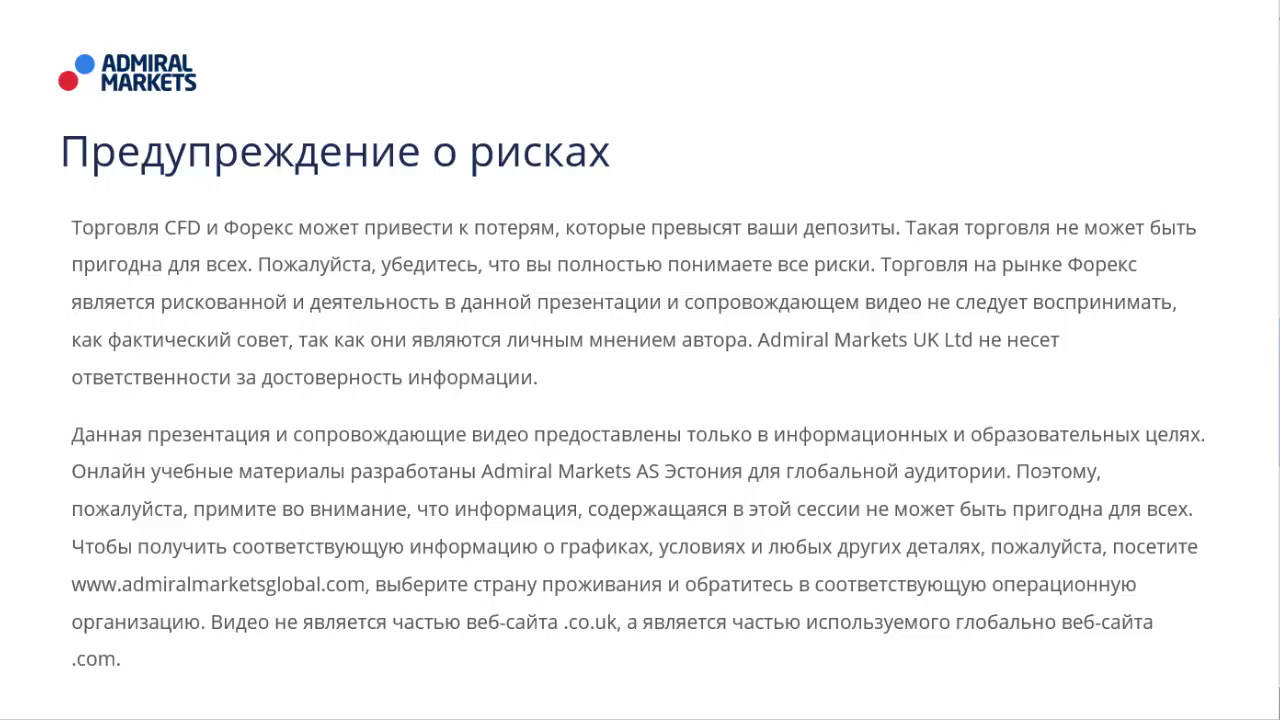 ADMIRAL
MARKETS
Предупреждение о рисках
Торговля CFD и Форекс может привести к потерям, которые превысят ваши депозиты. Такая торговля не может быть
пригодна для всех. Пожалуйста, убедитесь, что вы полностью понимаете все риски. Торговля на рынке Форекс
является рискованной и деятельность в данной презентации и сопровождающем видео не следует воспринимать,
как фактический совет, так как они являются личным мнением автора. Admiral Markets UK Ltd не несет
ответственности за достоверность информации.
Данная презентация и сопровождающие видео предоставлены только в информационных и образовательных целях.
Онлайн учебные материалы разработаны Admiral Markets AS Эстония для глобальной аудитории. Поэтому,
пожалуйста, примите во внимание, что информация, содержащаяся в этой сессии не может быть пригодна для всех.
Чтобы получить соответствующую информацию о графиках, условиях и любых других деталях, пожалуйста, посетите
www.admiralmarketsglobal.com, выберите страну проживания и обратитесь в соответствующую операционную
организацию. Видео не является частью веб-сайта .co.uk, а является частью используемого глобально веб-сайта
.com.